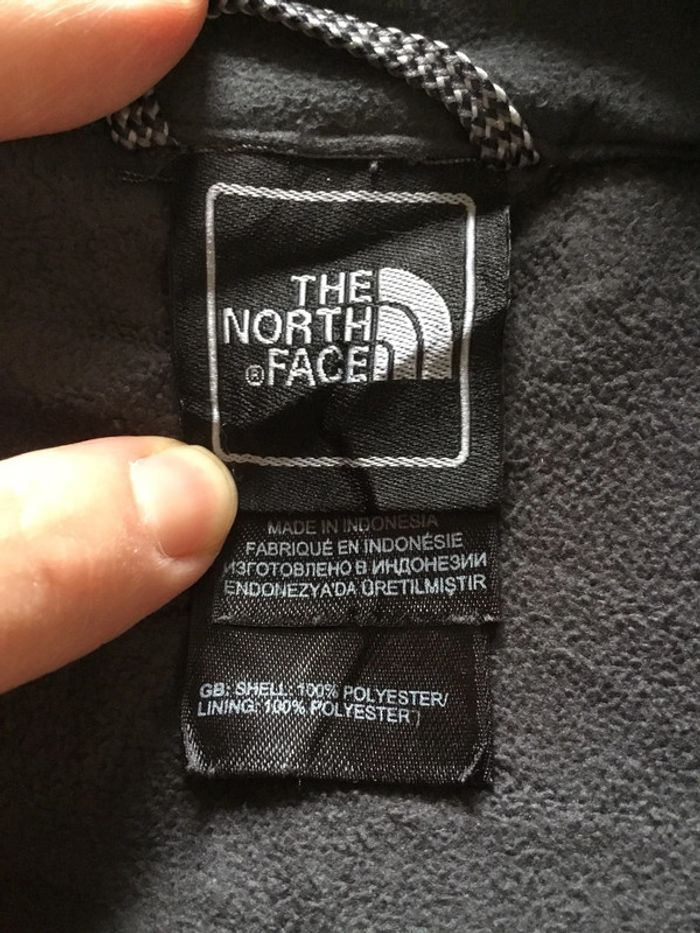 THE
NORTH
®FACE
MADE IN INDONESIA
FABRIQUÉ EN INDONÉSIE
ИЗГОТОВЛЕНО В ИНДОНЕЗИИ
ENDONEZYA'DA ÜRETILMIŞTIR
GB: SHELL: 100% POLYESTER/
LINING: 100% POLYESTER